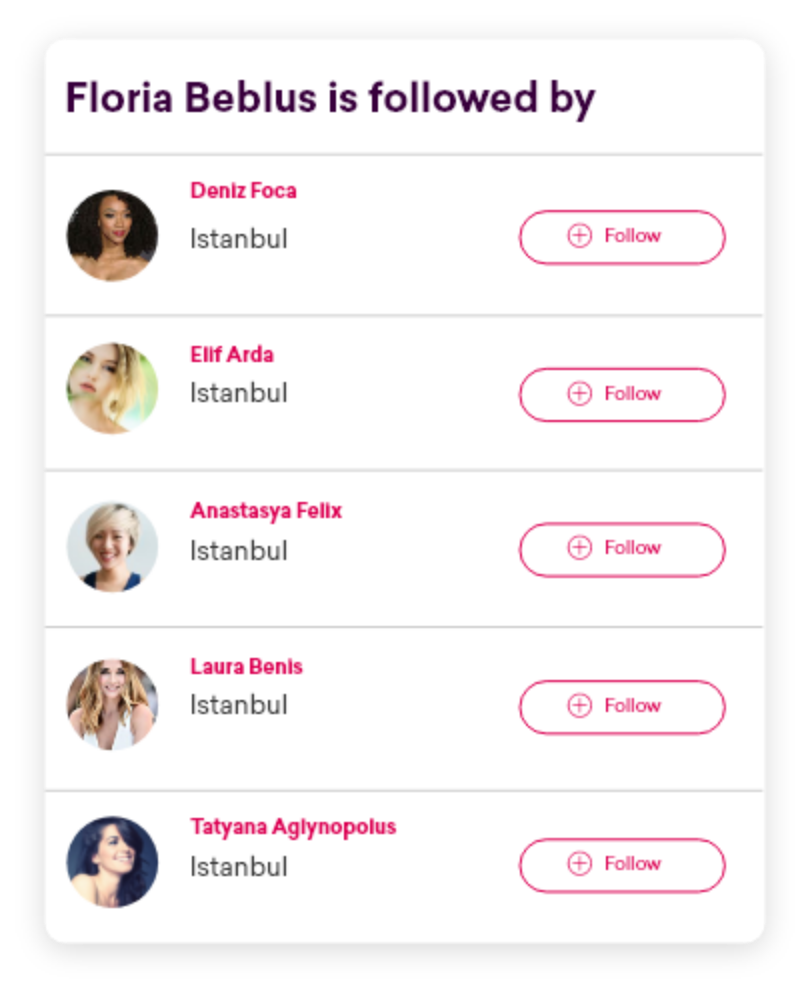 Floria Beblus is followed by
Deniz Foca
Istanbul
Follow
Elif Arda
Istanbul
Follow
Anastasya Felix
Istanbul
Follow
Laura Benis
Istanbul
Follow
Tatyana Aglynopolus
Istanbul
Follow